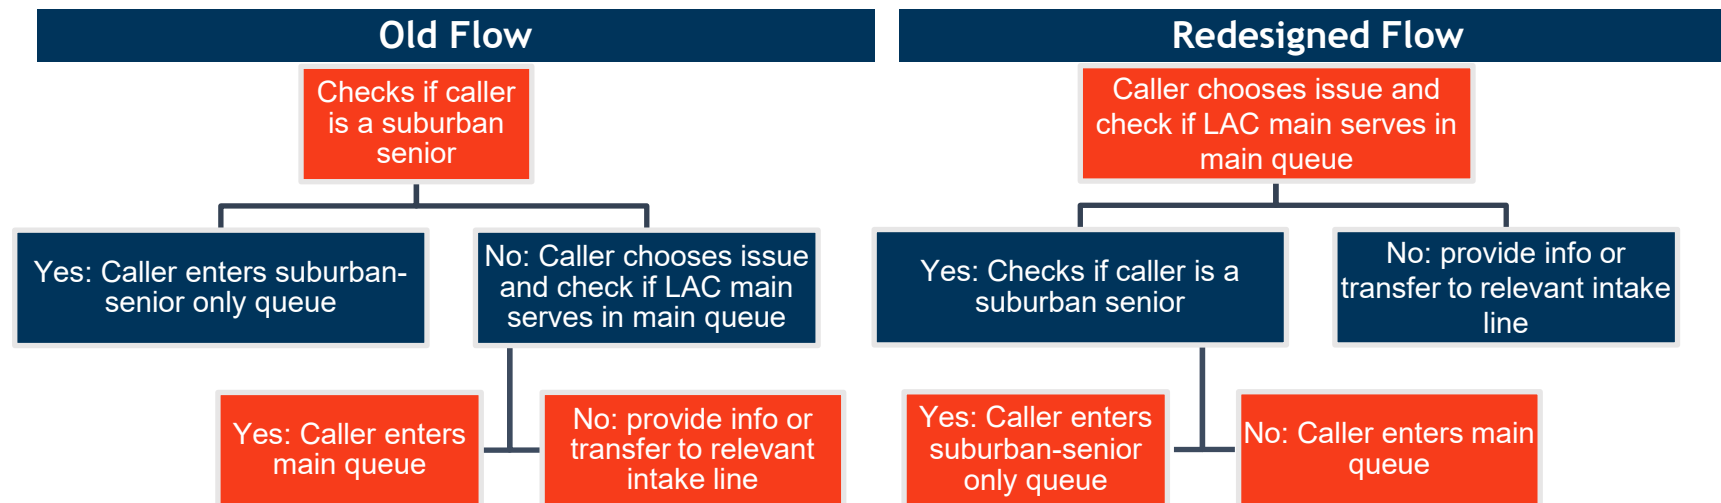 Old Flow
Checks if caller
is a suburban
senior
Yes: Caller enters suburban-
senior only queue
No: Caller chooses issue
and check if LAC main
serves in main queue
Yes: Caller enters
main queue
No: provide info or
transfer to relevant
intake line
Redesigned Flow
Caller chooses issue and
check if LAC main serves in
main queue
Yes: Checks if caller is a
suburban senior
No: provide info or
transfer to relevant intake
line
Yes: Caller enters
suburban-senior
only queue
No: Caller enters main
queue